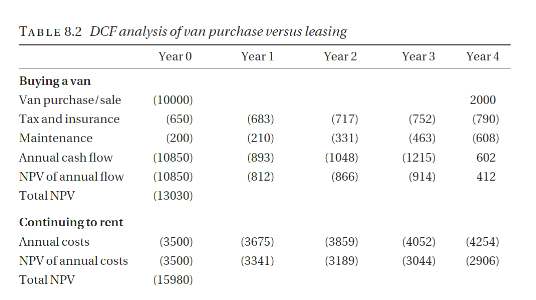 TABLE 8.2 DCF analysis of van purchase versus leasing
Year 0 Year 1 Year 2 Year 3 Year 4
Buying a van
Van purchase/sale (10000) 2000
Tax and insurance (650) (683) (717) (752) (790)
Maintenance (200) (210) (331) (463) (608)
Annual cash flow (10850) (893) (1048) (1215) 602
NPV of annual flow (10850) (812) (866) (914) 412
Total NPV (13030)
Continuing to rent
Annual costs (3500) (3675) (3859) (4052) (4254)
NPV of annual costs (3500) (3341) (3189) (3044) (2906)
Total NPV (15980)